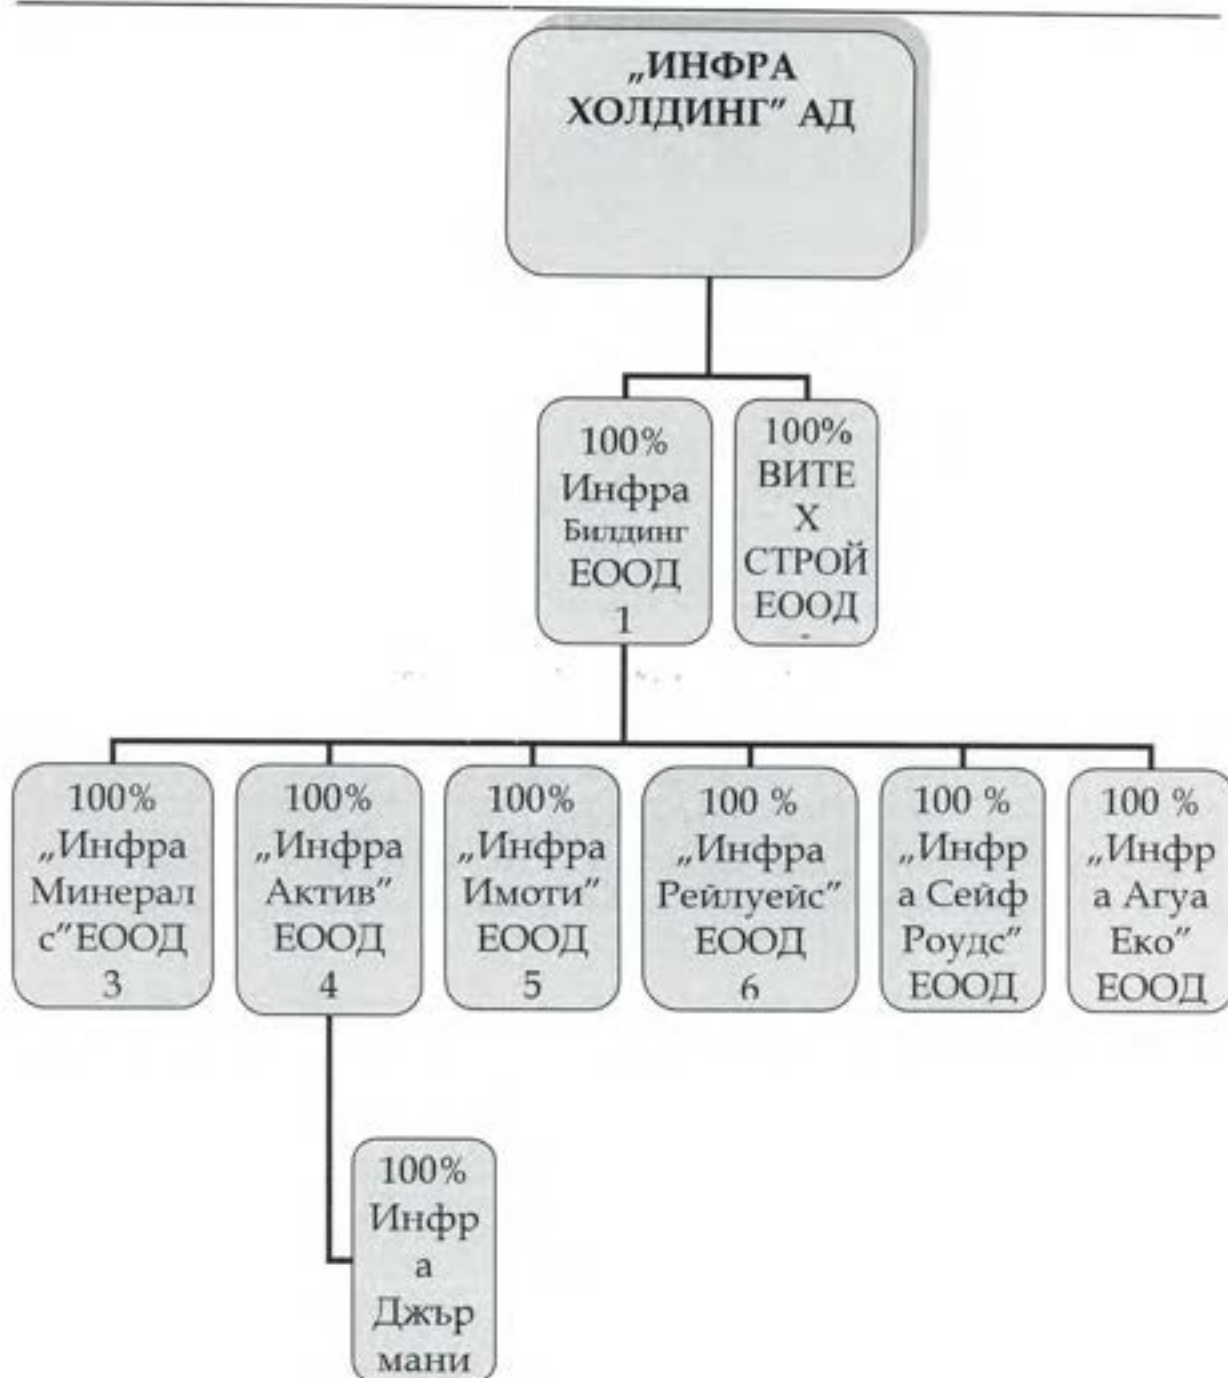 „ИНФРА
ХОЛДИНГ" АД
100%
Инфра
Билдинг
ЕООД
1
100%
ВИТЕ
Х
СТРОЙ
ЕООД
-
100%
„Инфра
Минерал
с"ЕООД
3
100%
„Инфра
Актив"
ЕООД
4
100%
„Инфра
Имоти"
ЕООД
5
100 %
„Инфра
Рейлуейс"
ЕООД
6
100 %
„Инфр
а Сейф
Роудс"
ЕООД
100 %
„Инфр
а Агуа
Еко"
ЕООД
100%
Инфр
а
Джър
мани